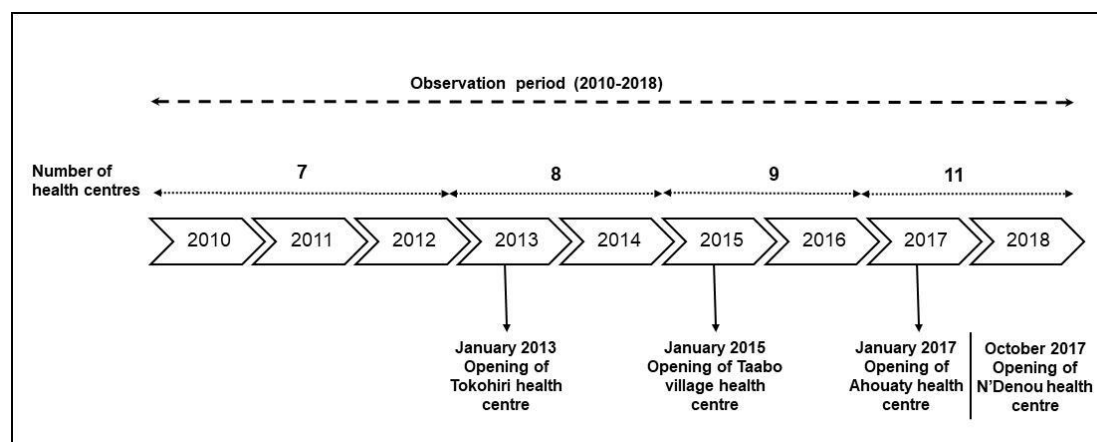 Observation period (2010-2018)
Number of
health centres
7
8
9
11
2010
2011
2012
2013
2014
2015
2016
2017
2018
January 2013
Opening of
Tokohiri health
centre
January 2015
Opening of Taabo
village health
centre
January 2017
Opening of
Ahouaty health
centre
October 2017
Opening of
N'Denou health
centre